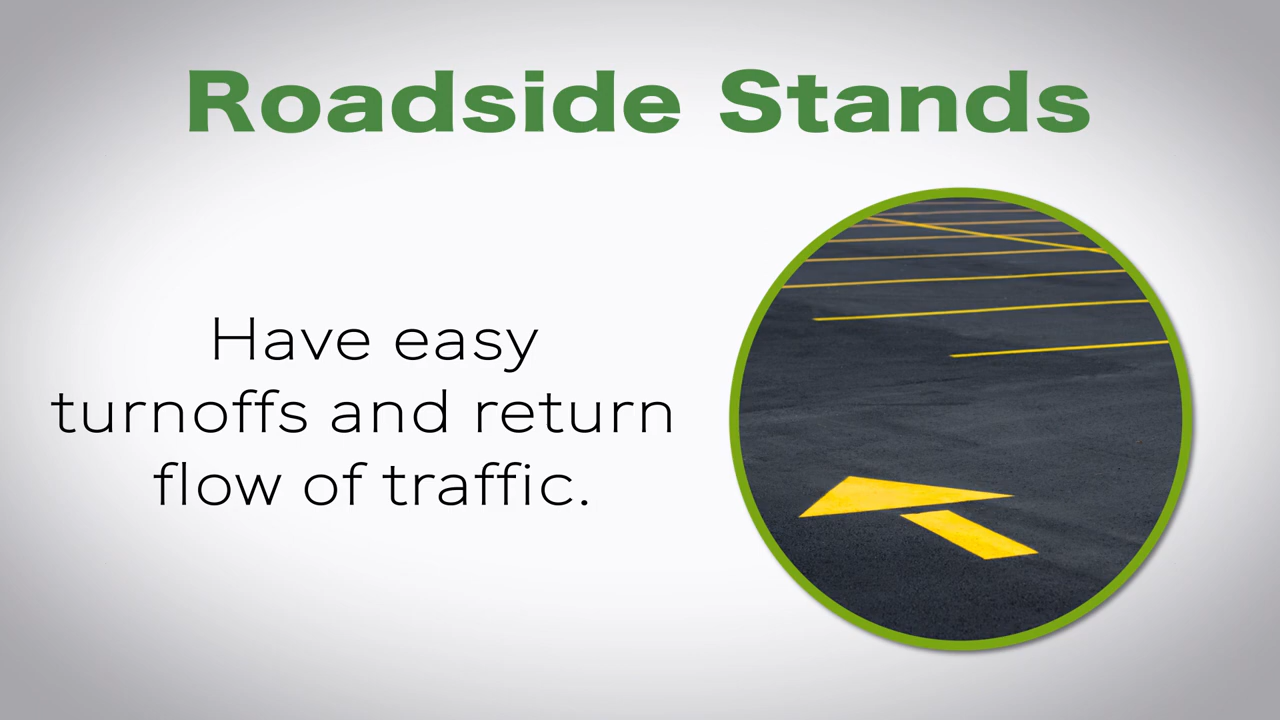 Roadside Stands
Have easy
turnoffs and return
flow of traffic.